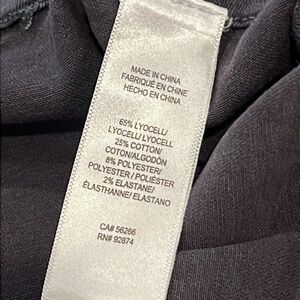 MADE IN CHINA
FABRIQUÉ EN CHINE
HECHO EN CHINA
65% LYOCELL/
LYOCELL/ LYOCELL
25% COTTON/
COTON/ALGODÓN
8% POLYESTER/
POLYESTER / POLIÉSTER
2% ELASTANE/
ÉLASTHANNE/ ELASTANO
CA# 56266
RN# 92874